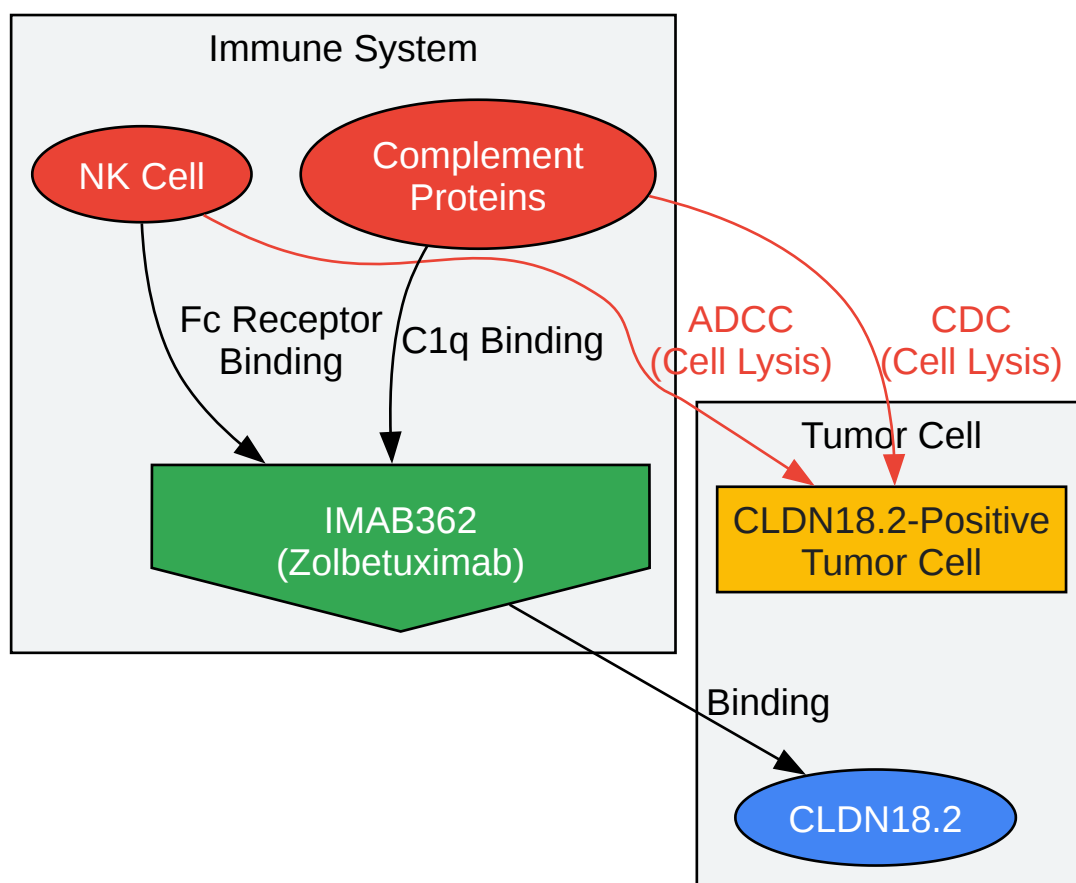 Immune System
NK Cell
Complement
Proteins
Fc Receptor
Binding
C1q Binding
ADCC
(Cell Lysis)
CDC
(Cell Lysis)
Tumor Cell
IMAB362
(Zolbetuximab)
CLDN18.2-Positive
Tumor Cell
Binding
CLDN18.2